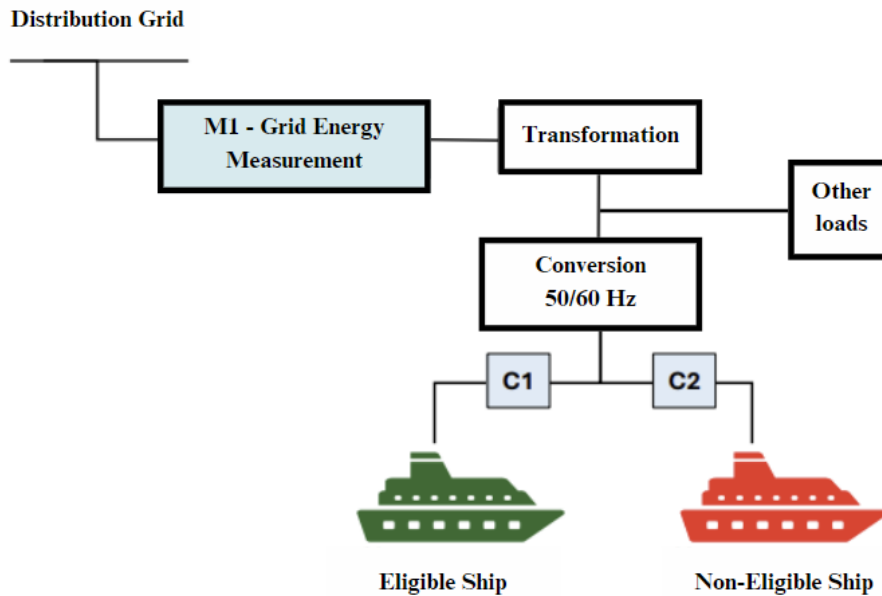 Distribution Grid
M1 - Grid Energy
Measurement
Transformation
Other
loads
Conversion
50/60 Hz
C1
C2
Eligible Ship
Non-Eligible Ship